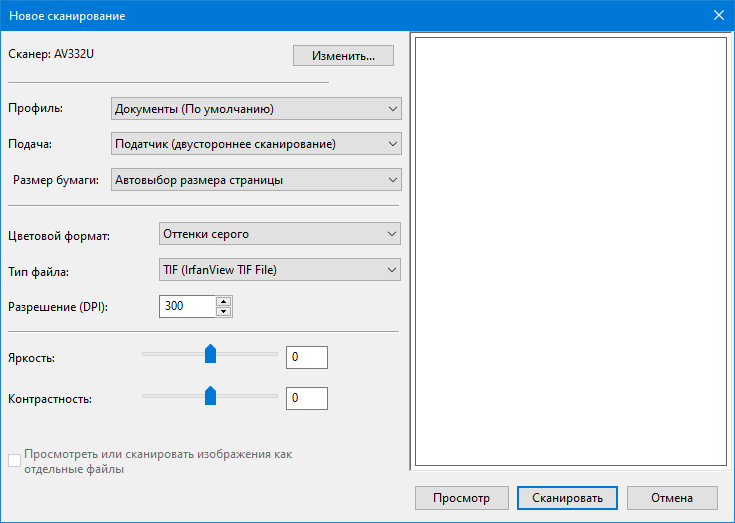 Новое сканирование
Сканер: AV332U
Изменить...
Профиль:
Документы (По умолчанию)
Подача:
Податчик (двустороннее сканирование)
Размер бумаги:
Автовыбор размера страницы
Цветовой формат:
Оттенки серого
Тип файла:
TIF (IrfanView TIF File)
Разрешение (DPI):
300
Яркость:
0
Контрастность:
0
Просмотреть или сканировать изображения как
отдельные файлы
Просмотр
Сканировать
Отмена